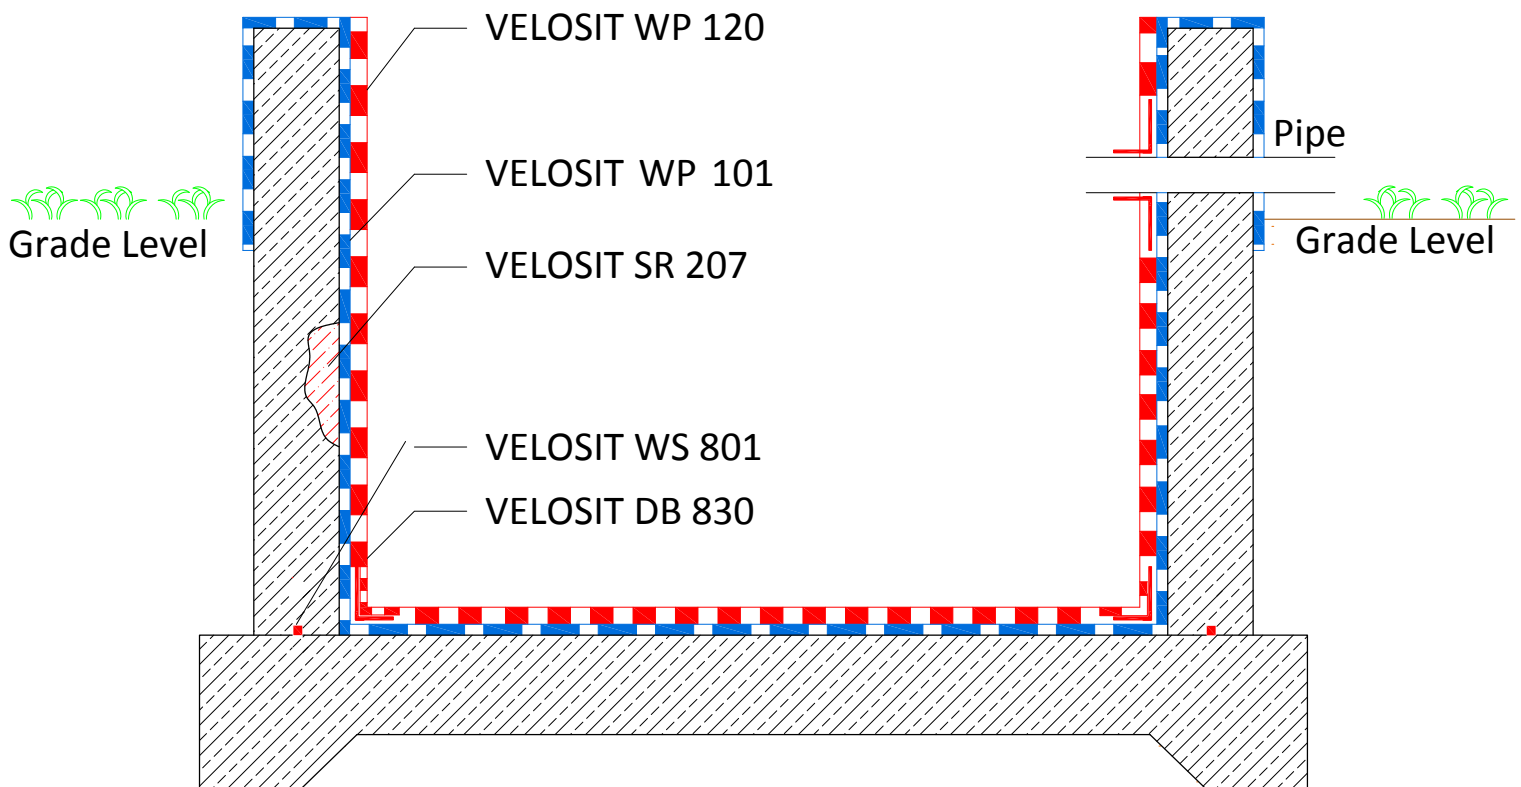 VELOSIT WP 120
Pipe
VELOSIT WP 101
Grade Level
Grade Level
VELOSIT SR 207
VELOSIT WS 801
VELOSIT DB 830